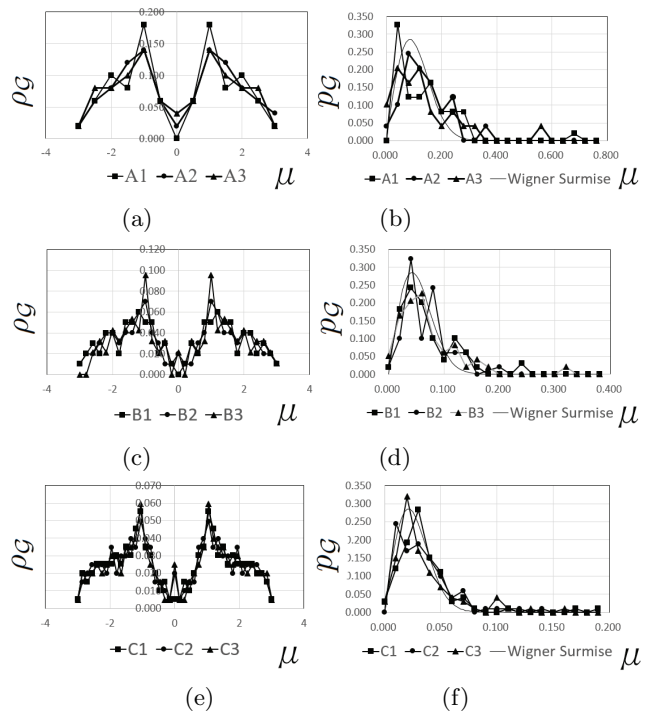 ρ𝒢
0.200
0.150
0.100
0.050
0.000
-4 -2 0 2 4
A1 A2 A3 μ
(a)
p𝒢
0.350
0.300
0.250
0.200
0.150
0.100
0.050
0.000
0.000 0.200 0.400 0.600 0.800
A1 A2 A3 Wigner Surmise μ
(b)
ρ𝒢
0.120
0.100
0.080
0.060
0.040
0.020
0.000
-4 -2 0 2 4
B1 B2 B3 μ
(c)
p𝒢
0.350
0.300
0.250
0.200
0.150
0.100
0.050
0.000
0.000 0.100 0.200 0.300 0.400
B1 B2 B3 Wigner Surmise μ
(d)
ρ𝒢
0.070
0.060
0.050
0.040
0.030
0.020
0.010
0.000
-4 -2 0 2 4
C1 C2 C3 μ
(e)
p𝒢
0.350
0.300
0.250
0.200
0.150
0.100
0.050
0.000
0.000 0.050 0.100 0.150 0.200
C1 C2 C3 Wigner Surmise μ
(f)